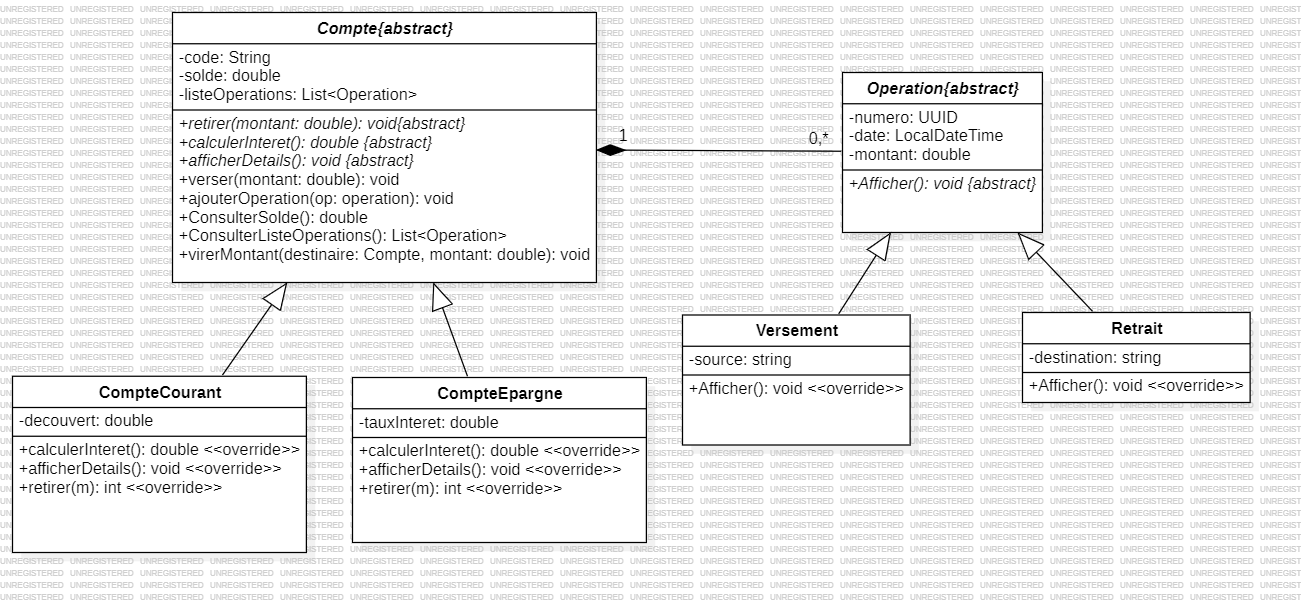 Compte{abstract}
-code: String
-solde: double
-listeOperations: List<Operation>
+retirer(montant: double): void{abstract}
+calculerInteret(): double {abstract}
+afficherDetails(): void {abstract}
+verser(montant: double): void
+ajouterOperation(op: operation): void
+ConsulterSolde(): double
+ConsulterListeOperations(): List<Operation>
+virerMontant(destinaire: Compte, montant: double): void
1
0,*
Operation{abstract}
-numero: UUID
-date: LocalDateTime
-montant: double
+Afficher(): void {abstract}
CompteCourant
-decouvert: double
+calculerInteret(): double <<override>>
+afficherDetails(): void <<override>>
+retirer(m): int <<override>>
CompteEpargne
-tauxInteret: double
+calculerInteret(): double <<override>>
+afficherDetails(): void <<override>>
+retirer(m): int <<override>>
Versement
-source: string
+Afficher(): void <<override>>
Retrait
-destination: string
+Afficher(): void <<override>>
UNREGISTERED